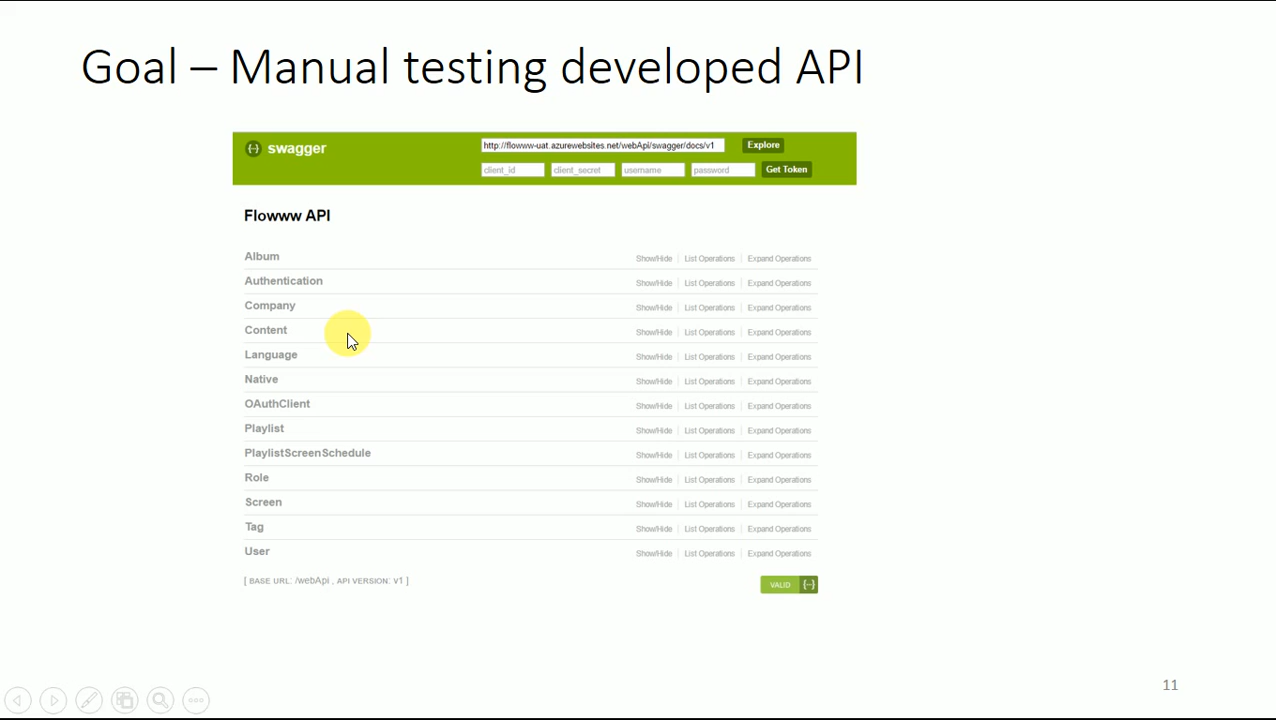 Goal – Manual testing developed API
swagger
http://flowww-uat.azurewebsites.net/webApi/swagger/docs/v1 Explore
client_id client_secret username password Get Token
Flowww API
Album Show/Hide List Operations Expand Operations
Authentication Show/Hide List Operations Expand Operations
Company Show/Hide List Operations Expand Operations
Content Show/Hide List Operations Expand Operations
Language Show/Hide List Operations Expand Operations
Native Show/Hide List Operations Expand Operations
OAuthClient Show/Hide List Operations Expand Operations
Playlist Show/Hide List Operations Expand Operations
PlaylistScreenSchedule Show/Hide List Operations Expand Operations
Role Show/Hide List Operations Expand Operations
Screen Show/Hide List Operations Expand Operations
Tag Show/Hide List Operations Expand Operations
User Show/Hide List Operations Expand Operations
[ BASE URL: /webApi , API VERSION: v1 ] VALID {--}
11